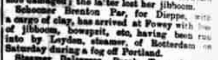 the latter lost her jibboom.
Schooner Brenton Par, for Dieppe, with
a cargo of clay, has arrived at Fowey with loss
of jibboom, bowsprit, etc, having been run
into by Leyden, steamer, of Rotterdam on
Saturday during a fog off Portland.
Steamer